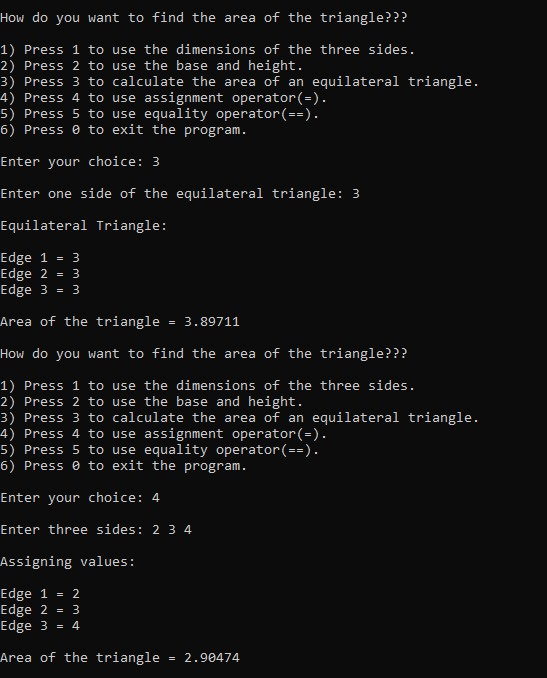 How do you want to find the area of the triangle???
1) Press 1 to use the dimensions of the three sides.
2) Press 2 to use the base and height.
3) Press 3 to calculate the area of an equilateral triangle.
4) Press 4 to use assignment operator(=).
5) Press 5 to use equality operator(==).
6) Press 0 to exit the program.
Enter your choice: 3
Enter one side of the equilateral triangle: 3
Equilateral Triangle:
Edge 1 = 3
Edge 2 = 3
Edge 3 = 3
Area of the triangle = 3.89711
How do you want to find the area of the triangle???
1) Press 1 to use the dimensions of the three sides.
2) Press 2 to use the base and height.
3) Press 3 to calculate the area of an equilateral triangle.
4) Press 4 to use assignment operator(=).
5) Press 5 to use equality operator(==).
6) Press 0 to exit the program.
Enter your choice: 4
Enter three sides: 2 3 4
Assigning values:
Edge 1 = 2
Edge 2 = 3
Edge 3 = 4
Area of the triangle = 2.90474